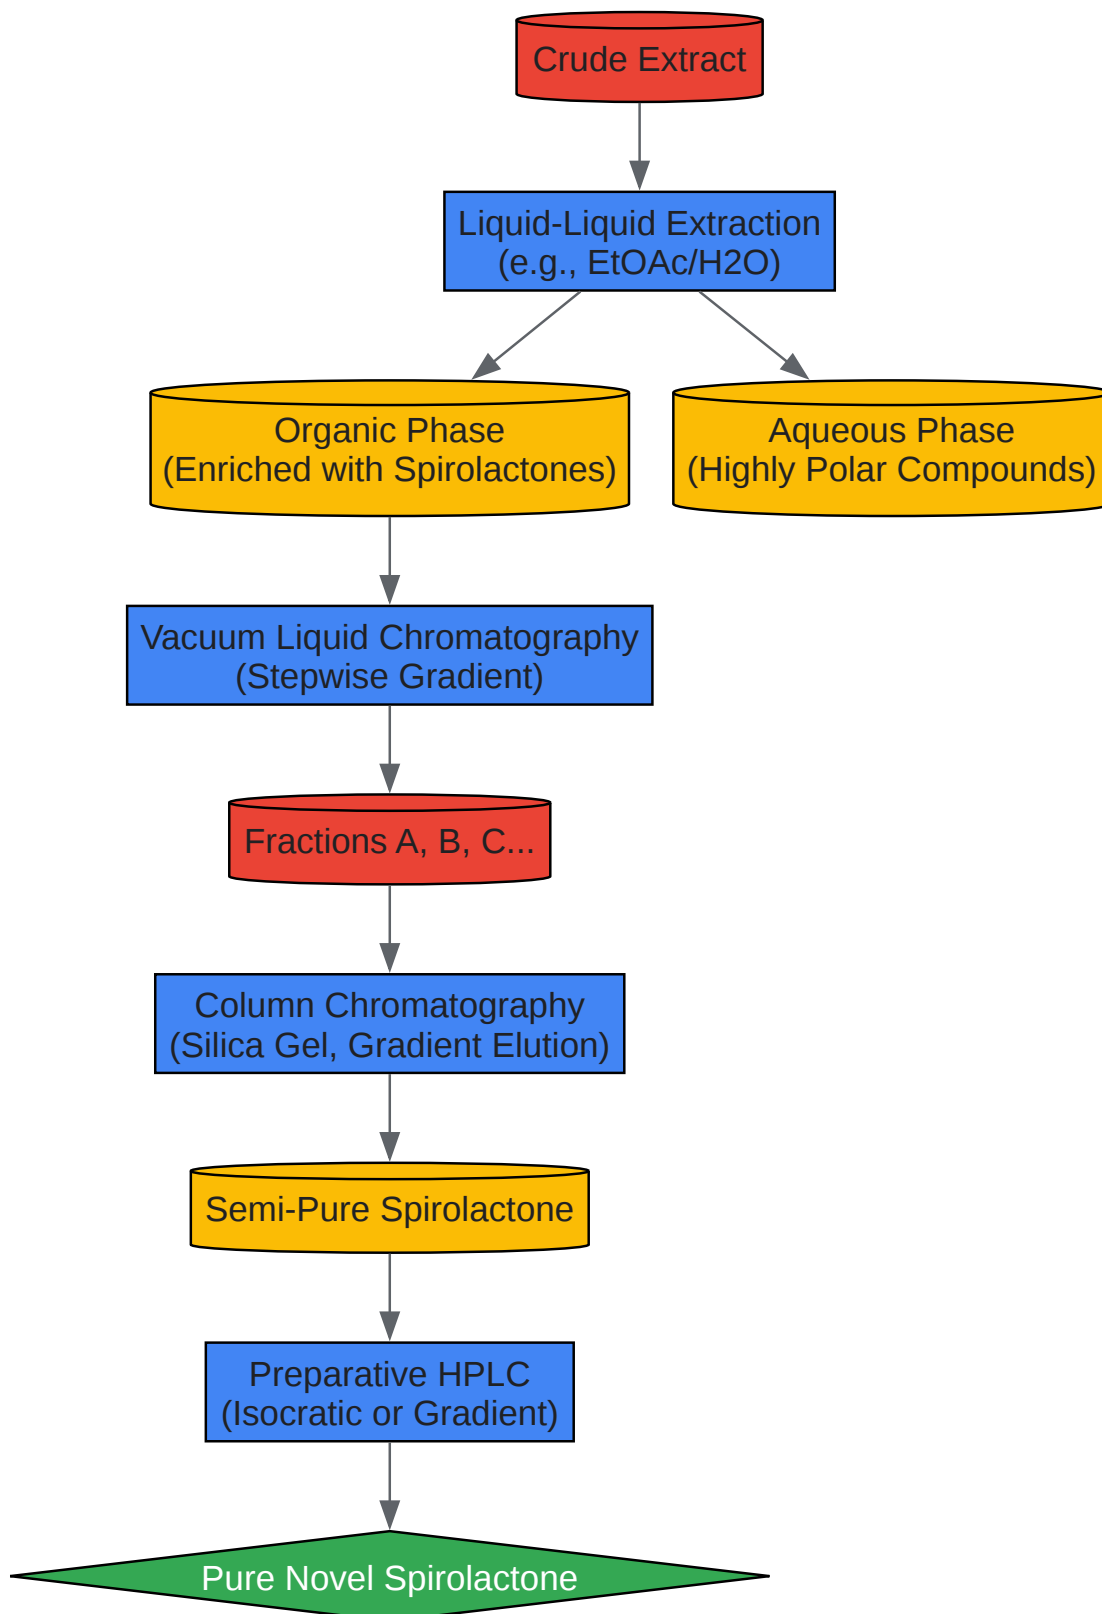 Crude Extract
Liquid-Liquid Extraction
(e.g., EtOAc/H2O)
Organic Phase
(Enriched with Spirolactones)
Aqueous Phase
(Highly Polar Compounds)
Vacuum Liquid Chromatography
(Stepwise Gradient)
Fractions A, B, C...
Column Chromatography
(Silica Gel, Gradient Elution)
Semi-Pure Spirolactone
Preparative HPLC
(Isocratic or Gradient)
Pure Novel Spirolactone